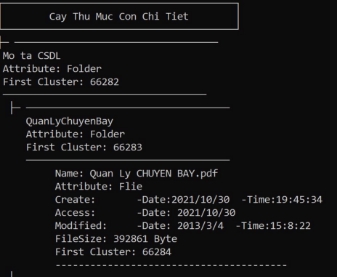 Cay Thu Muc Con Chi Tiet
Mo ta CSDL
Attribute: Folder
First Cluster: 66282
QuanLyChuyenBay
Attribute: Folder
First Cluster: 66283
Name: Quan Ly CHUYEN BAY.pdf
Attribute: Flie
Create: -Date:2021/10/30 -Time:19:45:34
Access: -Date: 2021/10/30
Modified: -Date: 2013/3/4 -Time:15:8:22
FileSize: 392861 Byte
First Cluster: 66284